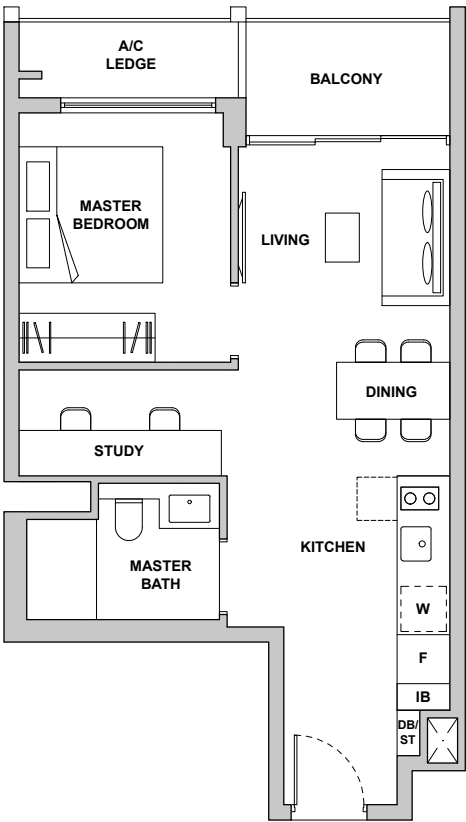 A/C
LEDGE
BALCONY
MASTER
BEDROOM
LIVING
DINING
STUDY
KITCHEN
MASTER
BATH
W
F
IB
DB/
ST